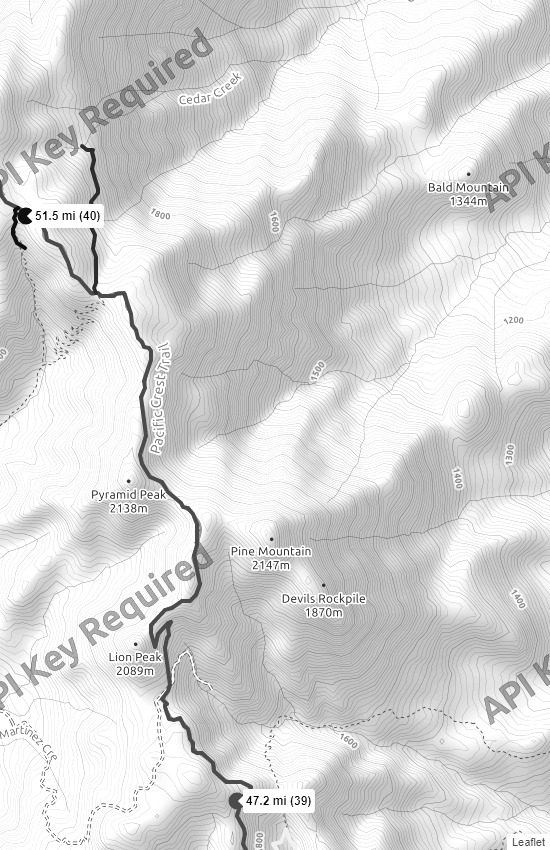 API Key Required
Cedar Creek
Bald Mountain
1344m
API K
51.5 mi (40)
1800
1600
1200
1500
Pacific Crest Trail
1300
1400
Pyramid Peak
2138m
Pine Mountain
2147m
Devils Rockpile
1870m
1400
API Key Required
Lion Peak
2089m
API
Martinez Cre
1600
47.2 mi (39)
1800
Leaflet